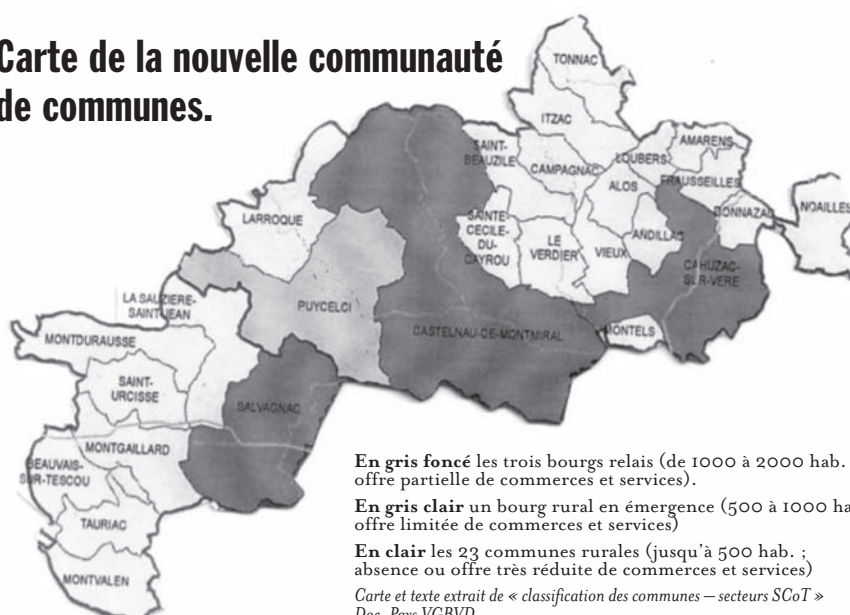 Carte de la nouvelle communauté
de communes.
TONNAC
ITZAC
SAINT-
BEAUZILE
CAMPAGNAC
LOUBERS
AMARENS
FRAUSSEILLES
ALOS
DONNAZAC
NOAILLES
LARROQUE
SAINTE-
CECILE-
DU-
CAYROU
LE
VERDIER
VIEUX
ANDILLAC
CAHUZAC-
SUR-VERE
LA SAUZIERE-
SAINT-JEAN
PUYCELCI
CASTELNAU-DE-MONTMIRAL
MONTELS
MONTDURAUSSE
SAINT-
URCISSE
SALVAGNAC
MONTGAILLARD
BEAUVAIS-
SUR-TESCOU
TAURIAC
MONTVALEN
En gris foncé les trois bourgs relais (de 1000 à 2000 hab.
offre partielle de commerces et services).
En gris clair un bourg rural en émergence (500 à 1000 ha
offre limitée de commerces et services)
En clair les 23 communes rurales (jusqu'à 500 hab. ;
absence ou offre très réduite de commerces et services)
Carte et texte extrait de « classification des communes – secteurs SCoT »
Doc. Pays VGBVD